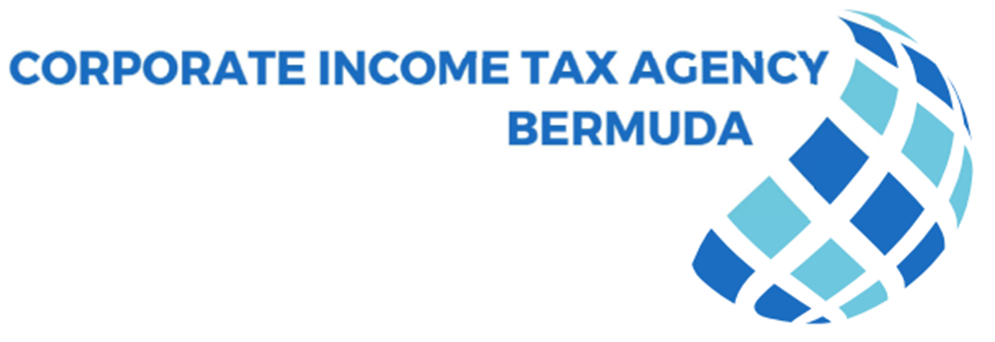 CORPORATE INCOME TAX AGENCY
BERMUDA